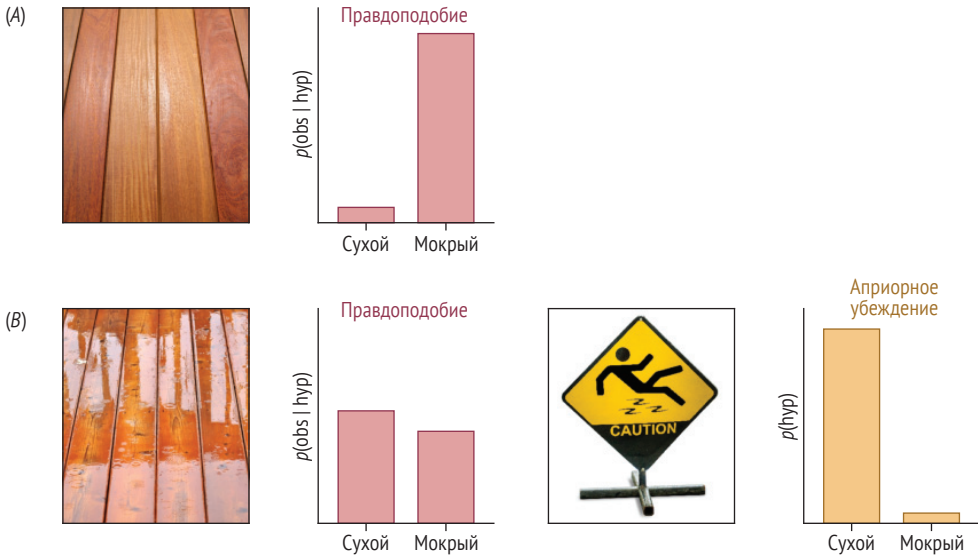 (A)
Правдоподобие
p(obs | hyp)
Сухой Мокрый
(B)
Правдоподобие
p(obs | hyp)
Сухой Мокрый
CAUTION
Априорное
убеждение
p(hyp)
Сухой Мокрый